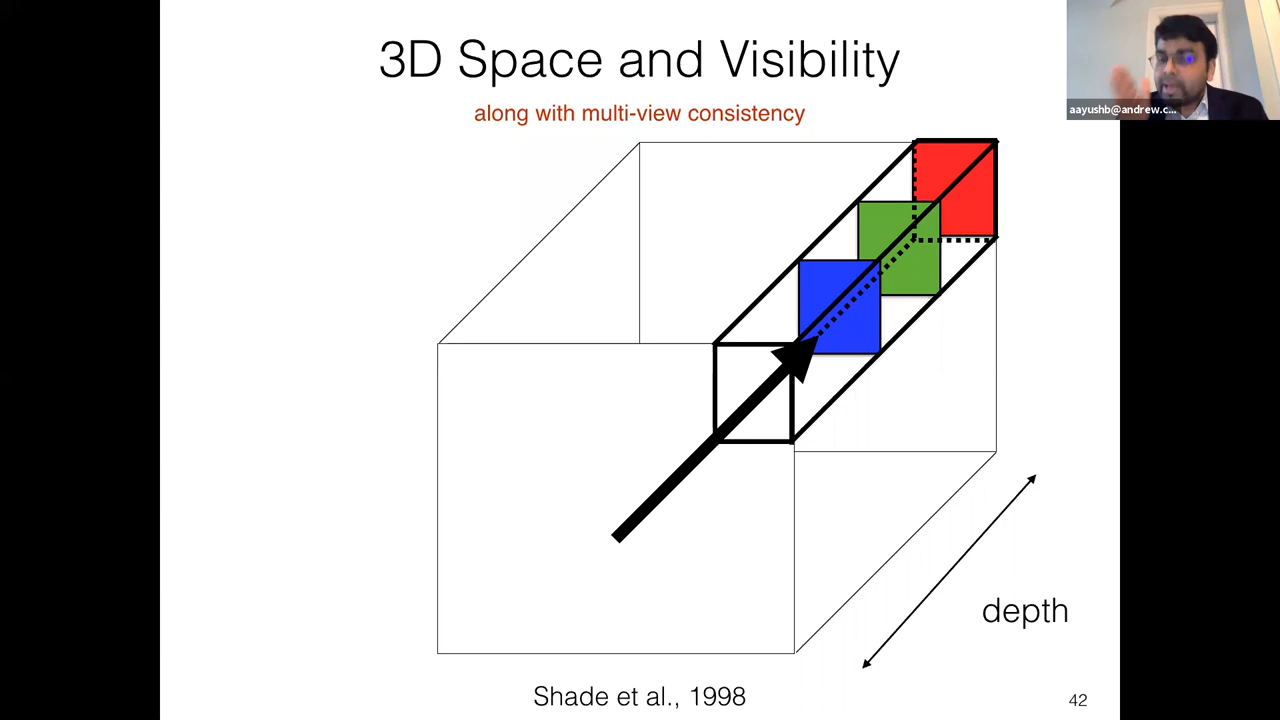 3D Space and Visibility
along with multi-view consistency
aayushb@andrew.c...
depth
Shade et al., 1998
42